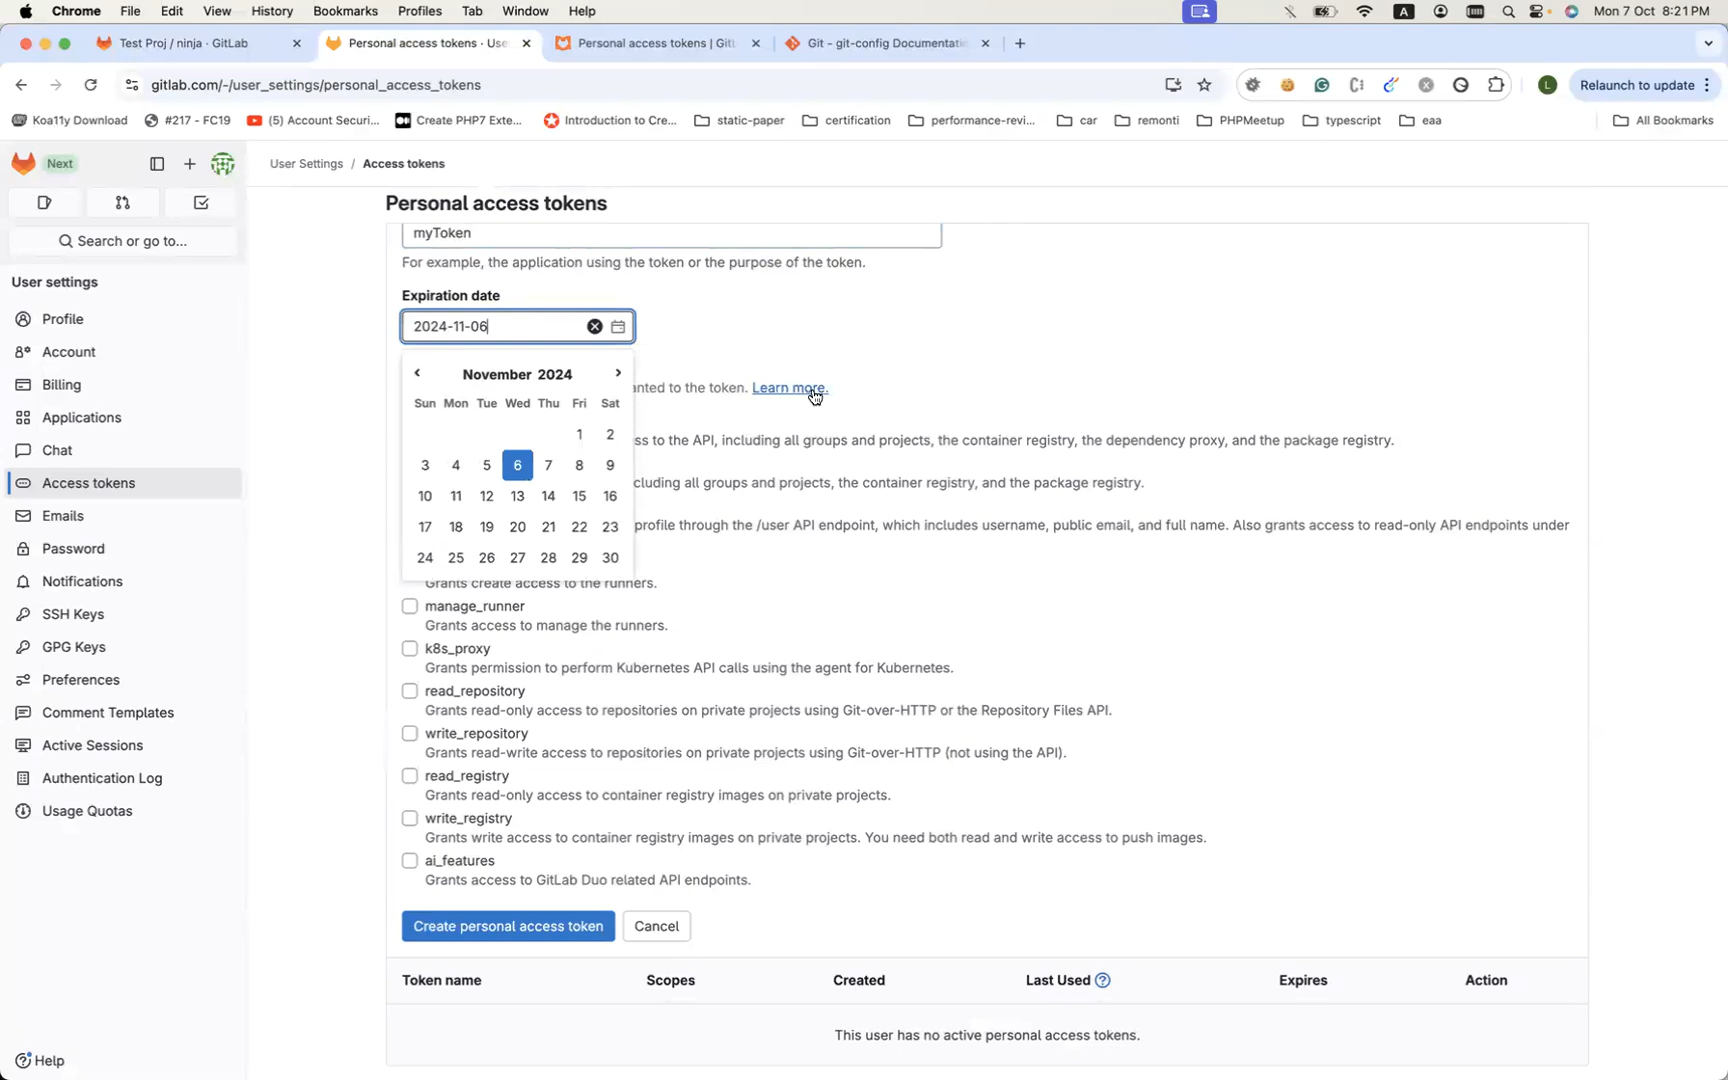 Chrome File Edit View History Bookmarks Profiles Tab Window Help A Mon 7 Oct 8:21 PM
Test Proj / ninja · GitLab Personal access tokens · Use Personal access tokens | GitL Git - git-config Documentatio
gitlab.com/-/user_settings/personal_access_tokens L Relaunch to update
Koa11y Download #217 - FC19 (5) Account Securi... Create PHP7 Exte... Introduction to Cre... static-paper certification performance-revi... car remonti PHPMeetup typescript eaa All Bookmarks
Next
User Settings / Access tokens
Search or go to...
User settings
Profile
Account
Billing
Applications
Chat
Access tokens
Emails
Password
Notifications
SSH Keys
GPG Keys
Preferences
Comment Templates
Active Sessions
Authentication Log
Usage Quotas
Help
Personal access tokens
myToken
For example, the application using the token or the purpose of the token.
Expiration date
2024-11-06
November 2024
Sun Mon Tue Wed Thu Fri Sat
1 2
3 4 5 6 7 8 9
10 11 12 13 14 15 16
17 18 19 20 21 22 23
24 25 26 27 28 29 30
anted to the token. Learn more.
ss to the API, including all groups and projects, the container registry, the dependency proxy, and the package registry.
cluding all groups and projects, the container registry, and the package registry.
profile through the /user API endpoint, which includes username, public email, and full name. Also grants access to read-only API endpoints under
Grants create access to the runners.
manage_runner
Grants access to manage the runners.
k8s_proxy
Grants permission to perform Kubernetes API calls using the agent for Kubernetes.
read_repository
Grants read-only access to repositories on private projects using Git-over-HTTP or the Repository Files API.
write_repository
Grants read-write access to repositories on private projects using Git-over-HTTP (not using the API).
read_registry
Grants read-only access to container registry images on private projects.
write_registry
Grants write access to container registry images on private projects. You need both read and write access to push images.
ai_features
Grants access to GitLab Duo related API endpoints.
Create personal access token Cancel
Token name Scopes Created Last Used Expires Action
This user has no active personal access tokens.